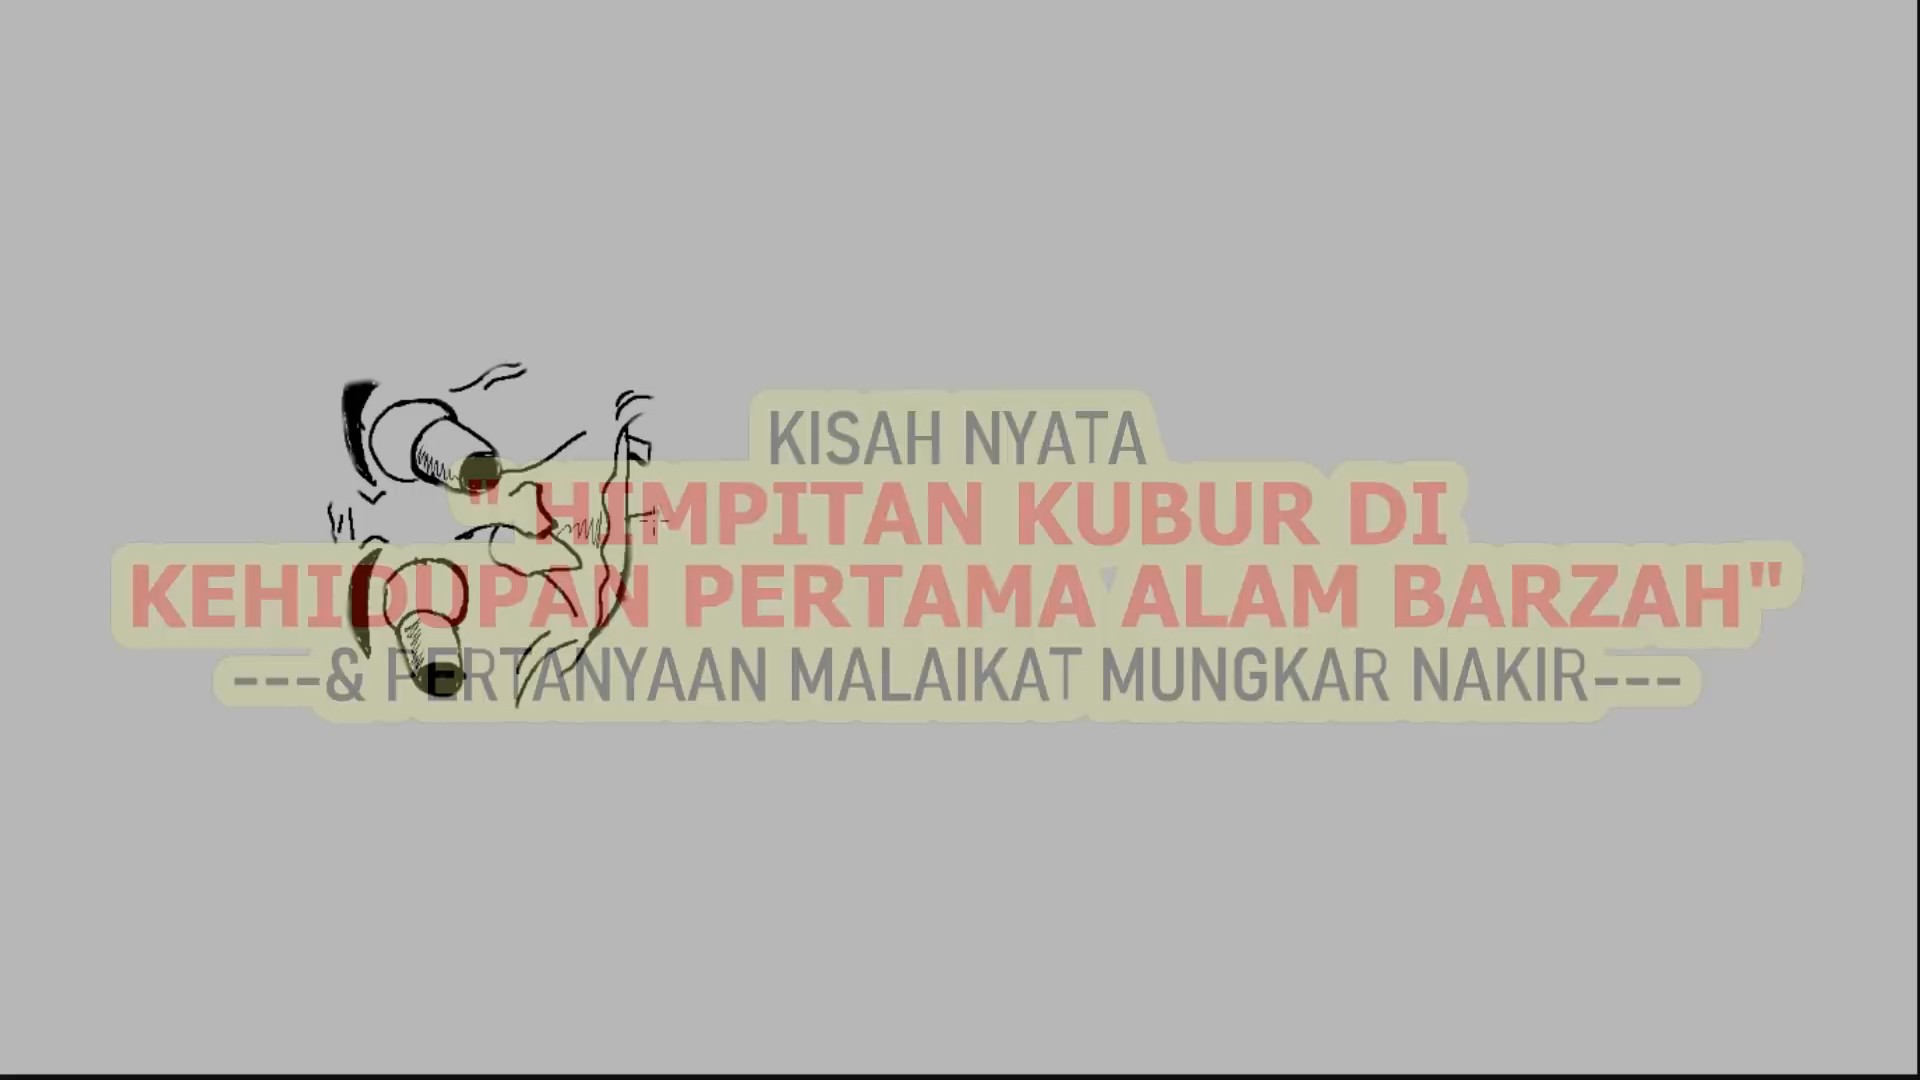 KISAH NYATA
" HIMPITAN KUBUR DI
KEHIDUPAN PERTAMA ALAM BARZAH"
---& PERTANYAAN MALAIKAT MUNGKAR NAKIR---